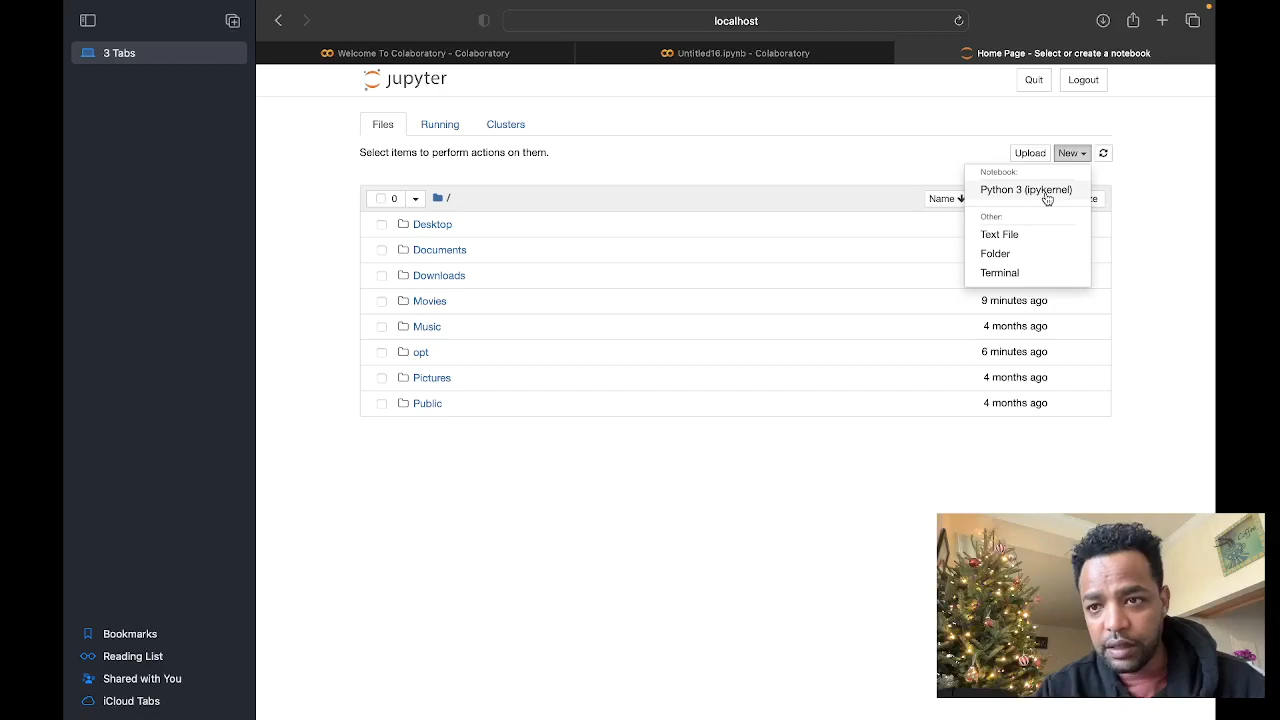 localhost
3 Tabs
Welcome To Colaboratory - Colaboratory
Untitled16.ipynb - Colaboratory
Home Page - Select or create a notebook
jupyter
Quit
Logout
Files
Running
Clusters
Select items to perform actions on them.
Upload
New
Notebook:
Python 3 (ipykernel)
Other:
Text File
Folder
Terminal
0
/
Name
ze
Desktop
Documents
Downloads
Movies
9 minutes ago
Music
4 months ago
opt
6 minutes ago
Pictures
4 months ago
Public
4 months ago
Coffee
Bookmarks
Reading List
Shared with You
iCloud Tabs